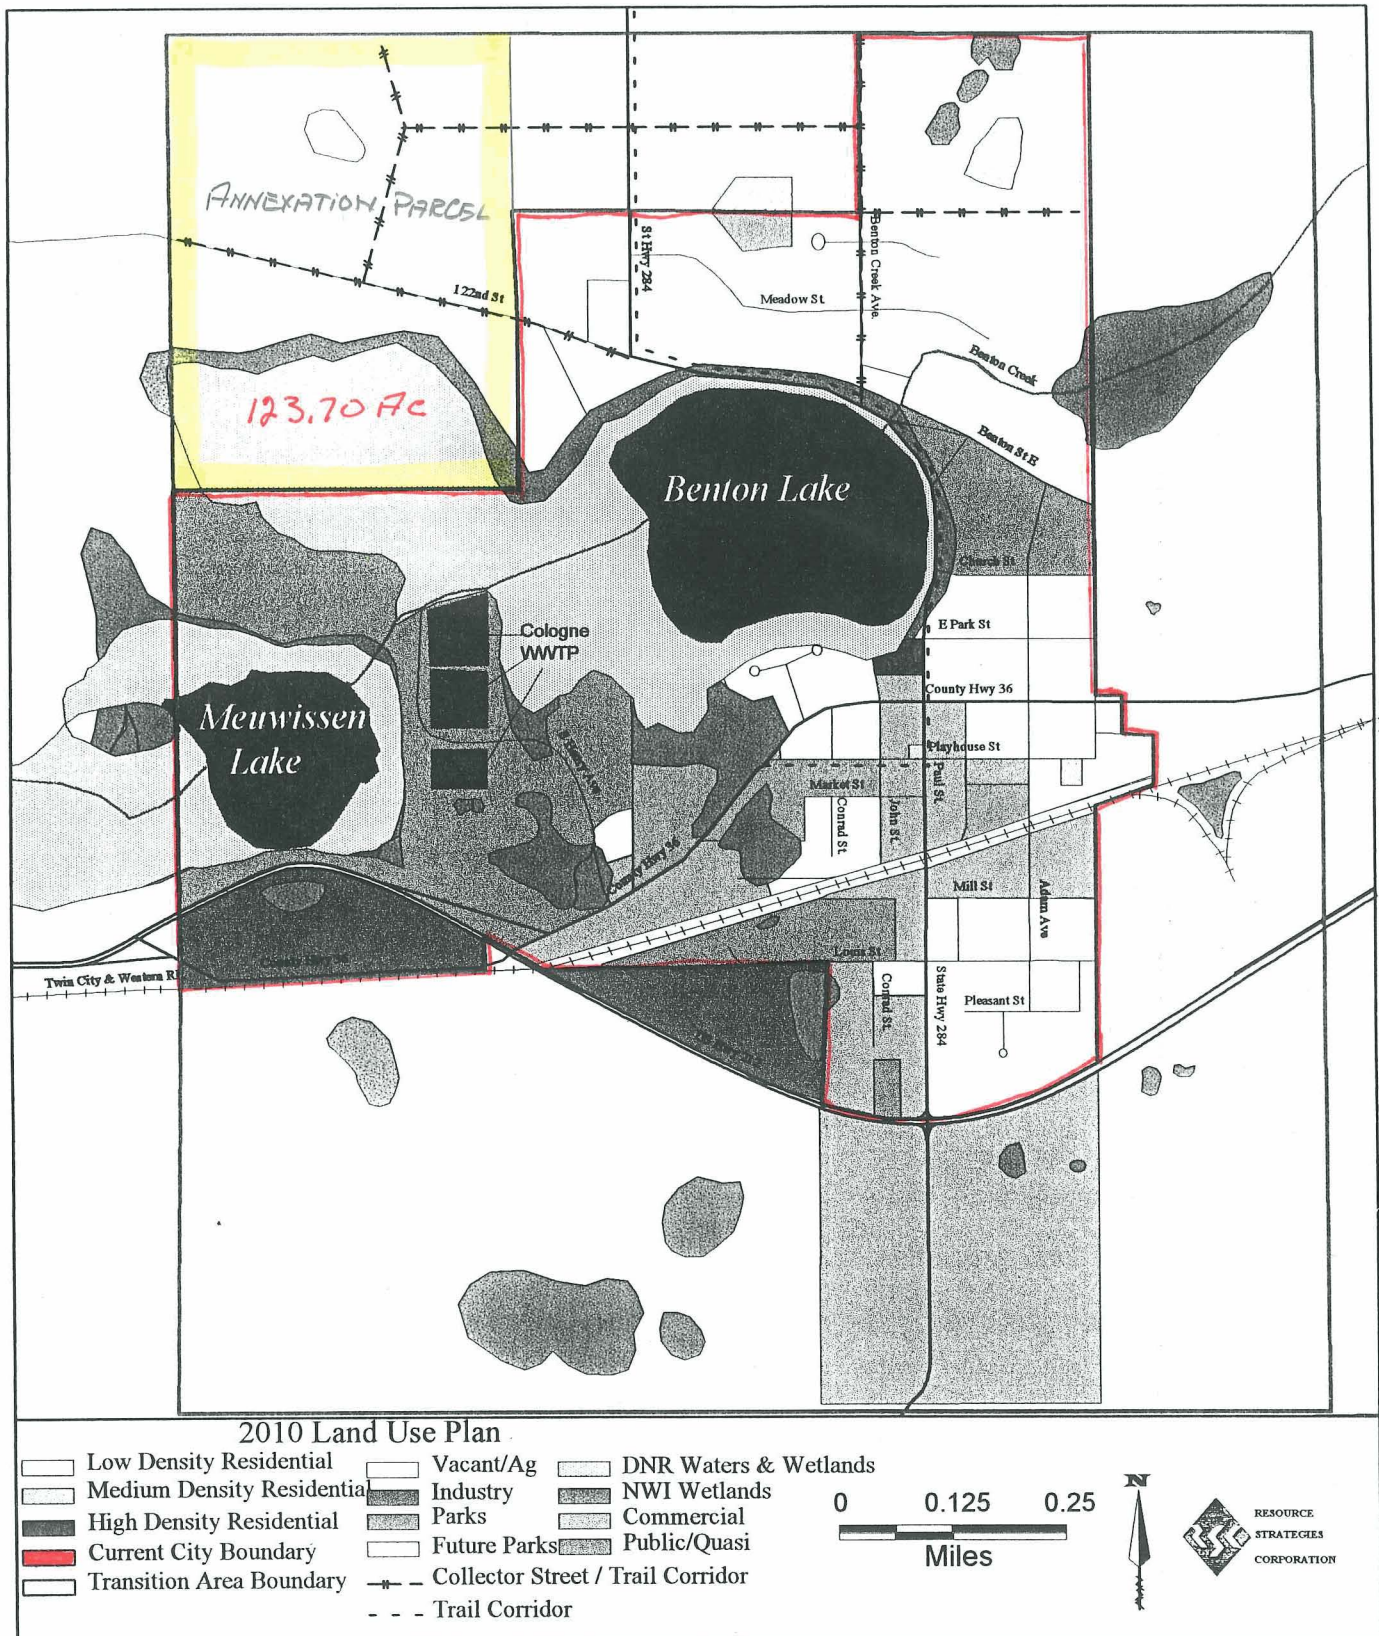 ANNEXATION PARCEL
St Hwy 284
Benton Creek Ave.
122nd St
Meadow St.
Benton Creek
123.70 Ac
Benton St E
Benton Lake
Church St
E Park St
Cologne
WWTP
County Hwy 36
Meuwissen
Lake
Playhouse St
Paul St.
Market St
Conrad St.
John St.
County Hwy 36
Mill St
Adam Ave
Twin City & Western R
County Hwy 36
Conrad St.
State Hwy 284
Pleasant St
2010 Land Use Plan
Low Density Residential
Medium Density Residential
High Density Residential
Current City Boundary
Transition Area Boundary
Vacant/Ag
Industry
Parks
Future Parks
Collector Street / Trail Corridor
Trail Corridor
DNR Waters & Wetlands
NWI Wetlands
Commercial
Public/Quasi
0 0.125 0.25
Miles
N
RESOURCE
STRATEGIES
CORPORATION